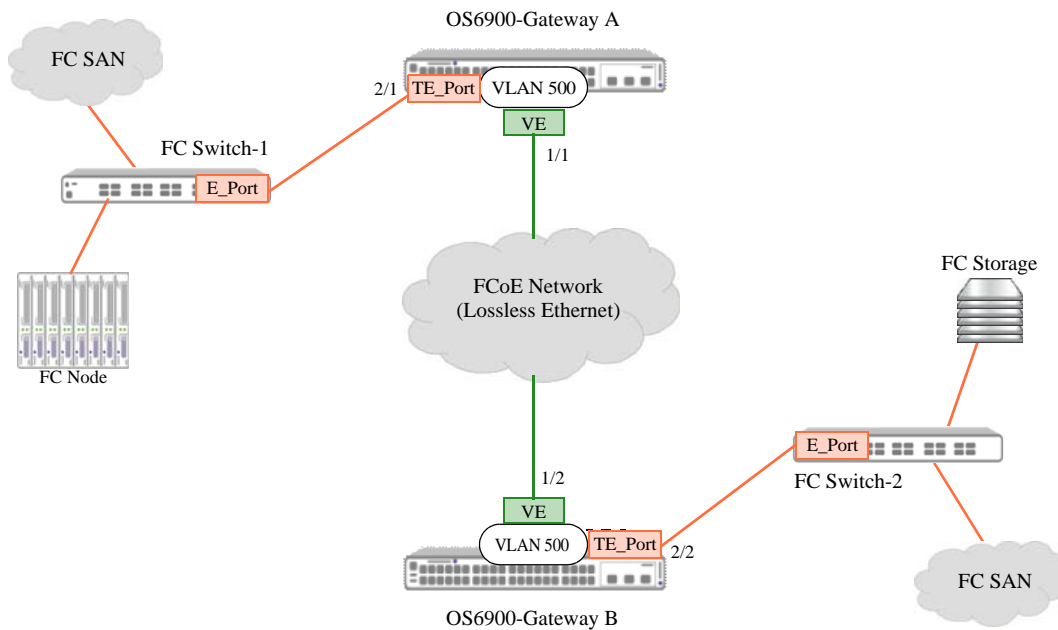 OS6900-Gateway A
FC SAN
2/1
TE_Port
VLAN 500
VE
FC Switch-1
1/1
E_Port
FCoE Network
(Lossless Ethernet)
FC Storage
FC Node
E_Port
1/2
FC Switch-2
VE
VLAN 500
TE_Port
2/2
FC SAN
OS6900-Gateway B